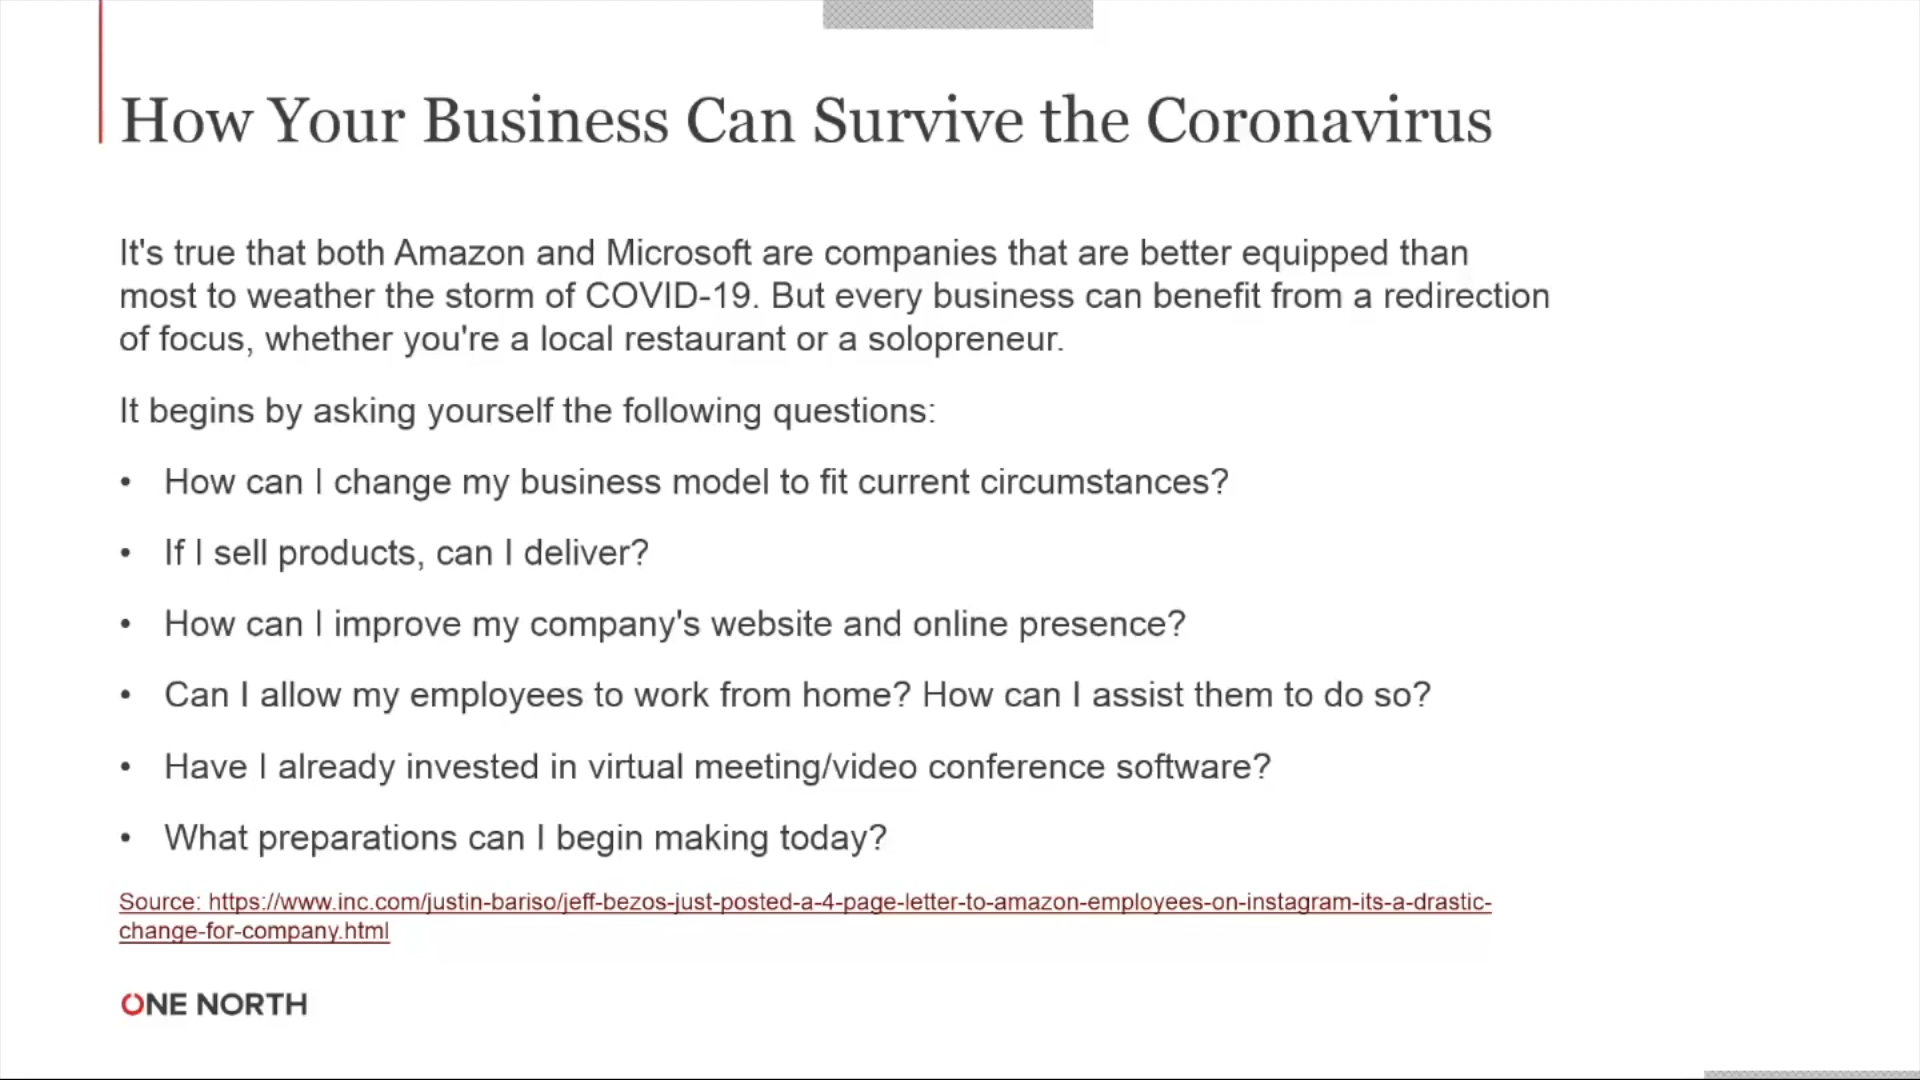 How Your Business Can Survive the Coronavirus
It's true that both Amazon and Microsoft are companies that are better equipped than
most to weather the storm of COVID-19. But every business can benefit from a redirection
of focus, whether you're a local restaurant or a solopreneur.
It begins by asking yourself the following questions:
• How can I change my business model to fit current circumstances?
• If I sell products, can I deliver?
• How can I improve my company's website and online presence?
• Can I allow my employees to work from home? How can I assist them to do so?
• Have I already invested in virtual meeting/video conference software?
• What preparations can I begin making today?
Source: https://www.inc.com/justin-bariso/jeff-bezos-just-posted-a-4-page-letter-to-amazon-employees-on-instagram-its-a-drastic-
change-for-company.html
ONE NORTH